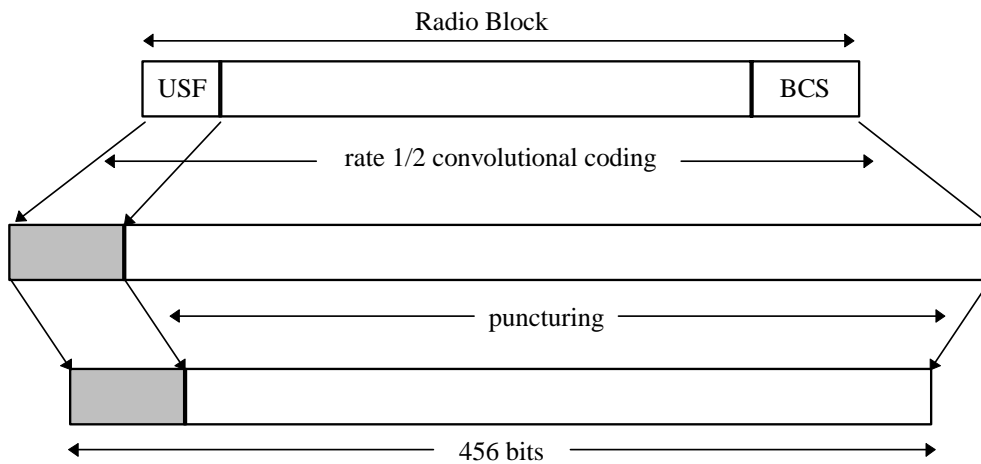 Radio Block
USF
BCS
rate 1/2 convolutional coding
puncturing
456 bits